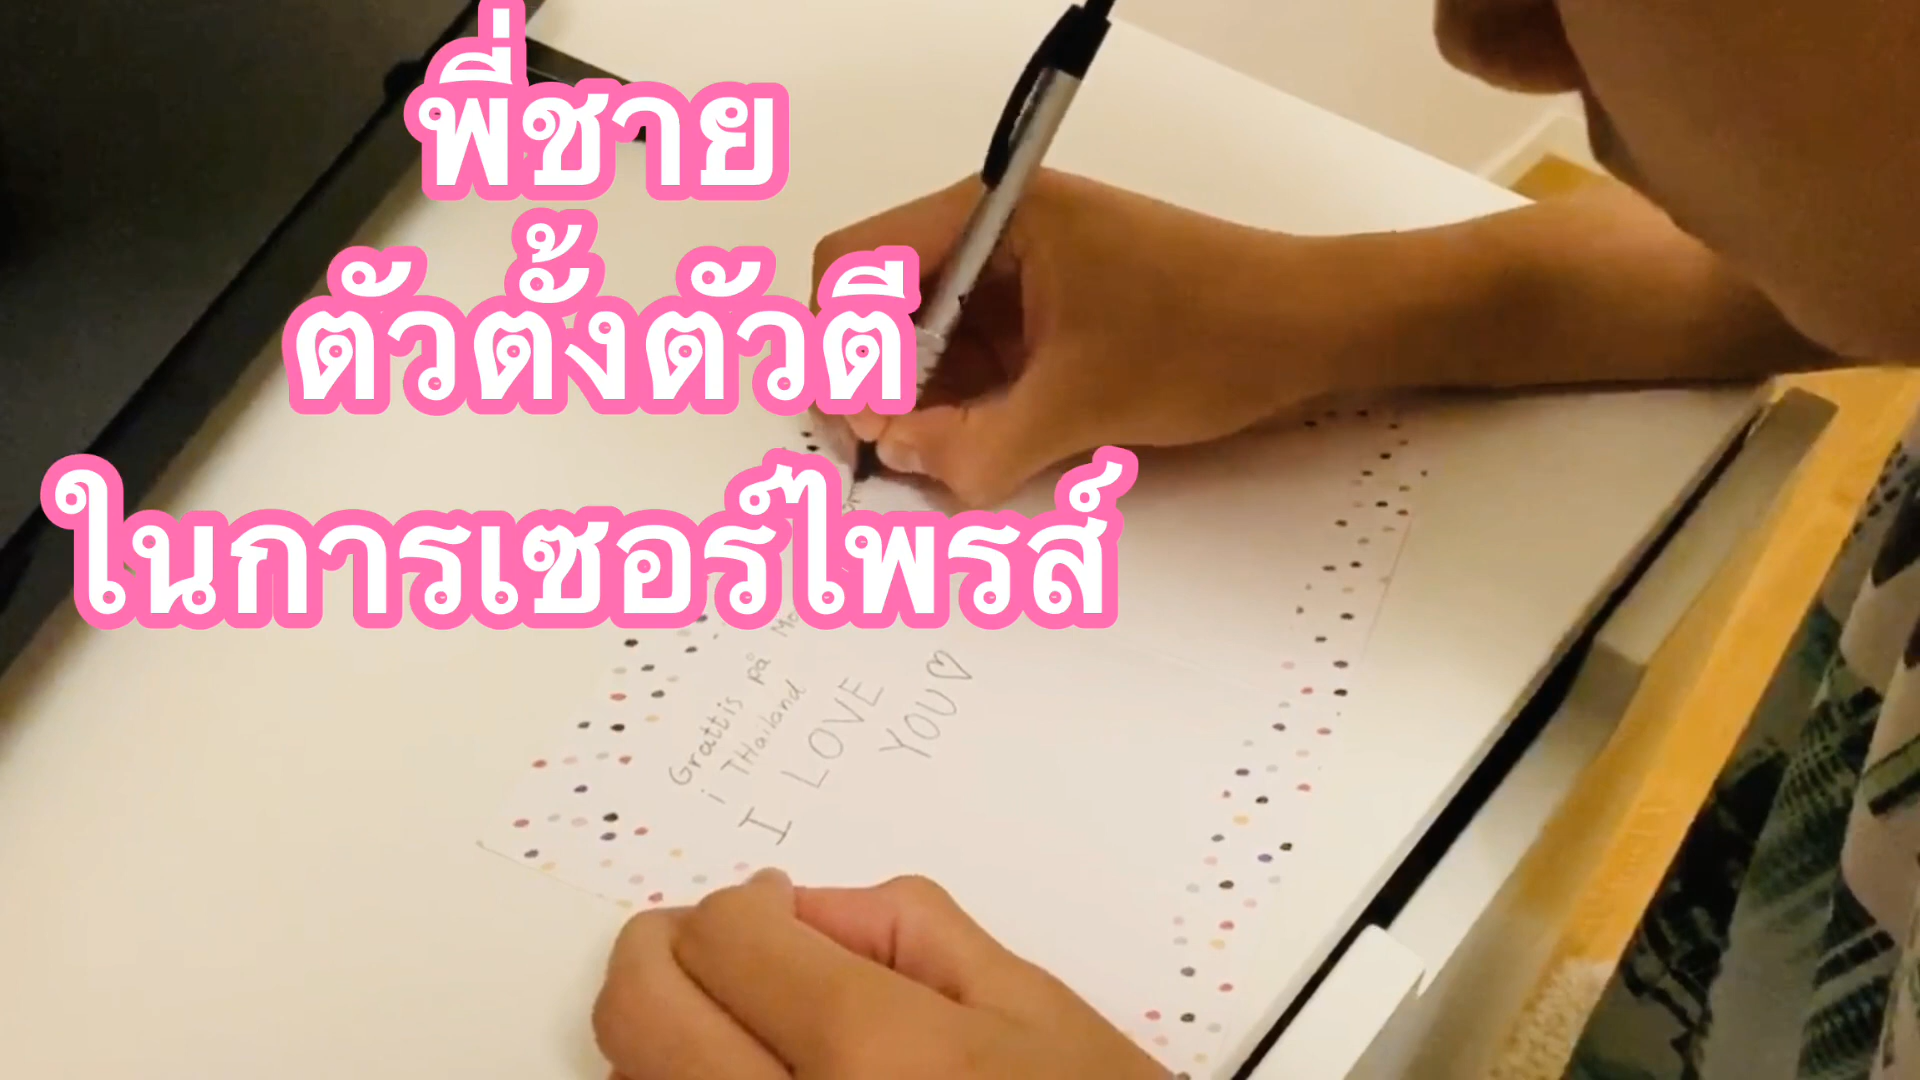 พี่ชาย
ตัวตั้งตัวตี
ในการเซอร์ไพรส์
Grattis på
i THailand
I LOVE
YOU♡